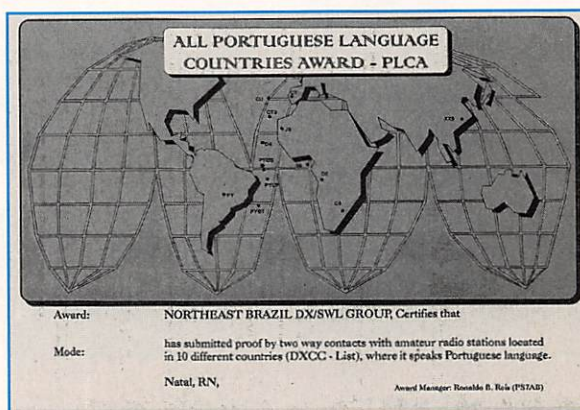 ALL PORTUGUESE LANGUAGE
COUNTRIES AWARD - PLCA
Award: NORTHEAST BRAZIL DX/SWL GROUP, Certifies that
has submitted proof by two way contacts with amateur radio stations located
Mode:
in 10 different countries (DXCC - List), where it speaks Portuguese language.
Natal, RN,
Award Manager: Ronaldo B. Reis (PS7AB)